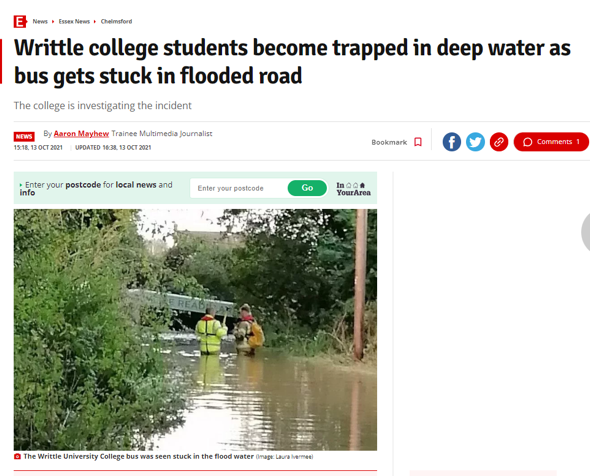 E News Essex News Chelmsford
Writtle college students become trapped in deep water as
bus gets stuck in flooded road
The college is investigating the incident
NEWS By Aaron Mayhew Trainee Multimedia Journalist
15:18, 13 OCT 2021 UPDATED 16:38, 13 OCT 2021
Bookmark
Comments 1
Enter your postcode for local news and
info
Enter your postcode
Go
In
YourArea
The Writtle University College bus was seen stuck in the flood water (Image: Laura Ivermee)